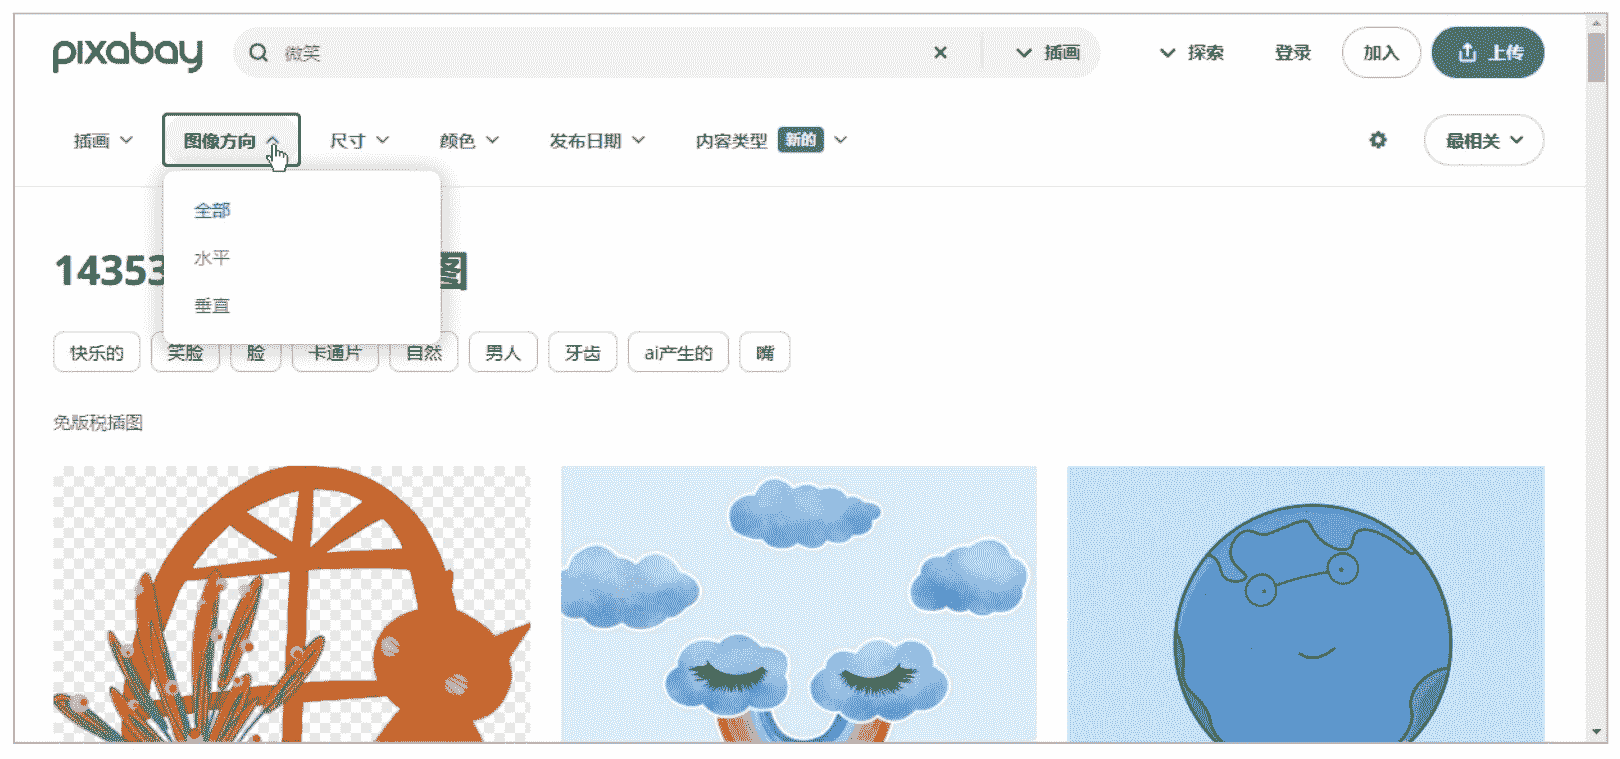 pixabay 微笑 插画 探索 登录 加入 上传
插画 图像方向 尺寸 颜色 发布日期 内容类型 新的 最相关
全部
水平
垂直
14353 图
快乐的 笑脸 脸 卡通片 自然 男人 牙齿 ai产生的 嘴
免版税插图